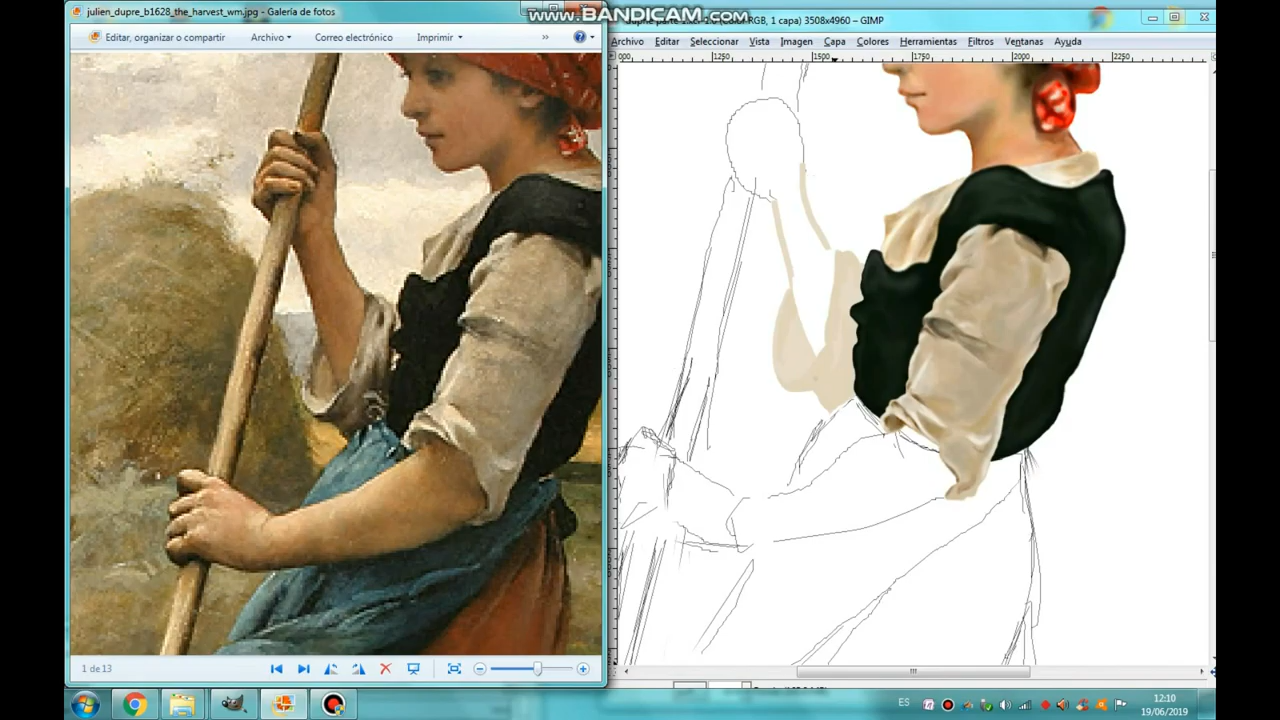 julien_dupre_b1628_the_harvest_wm.jpg - Galería de fotos
www.BANDICAM.com
RGB, 1 capa) 3508x4960 – GIMP
Editar, organizar o compartir
Archivo
Correo electrónico
Imprimir
»
Archivo Editar Seleccionar Vista Imagen Capa Colores Herramientas Filtros Ventanas Ayuda
000 1250 1500 1750 2000 2250
1 de 13
ES
12:10
19/06/2019